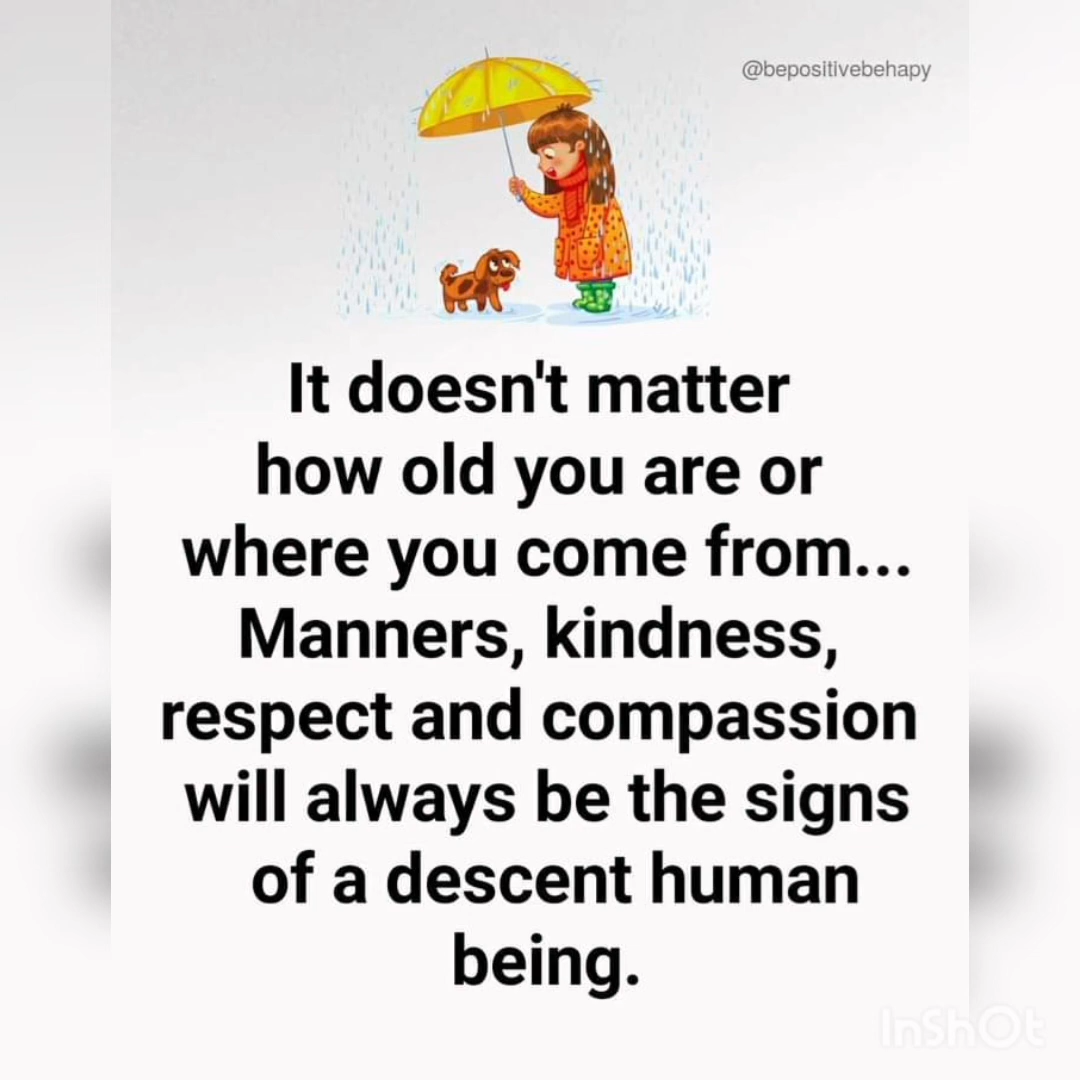 @bepositivebehapy
It doesn't matter
how old you are or
where you come from...
Manners, kindness,
respect and compassion
will always be the signs
of a descent human
being.
InShOt